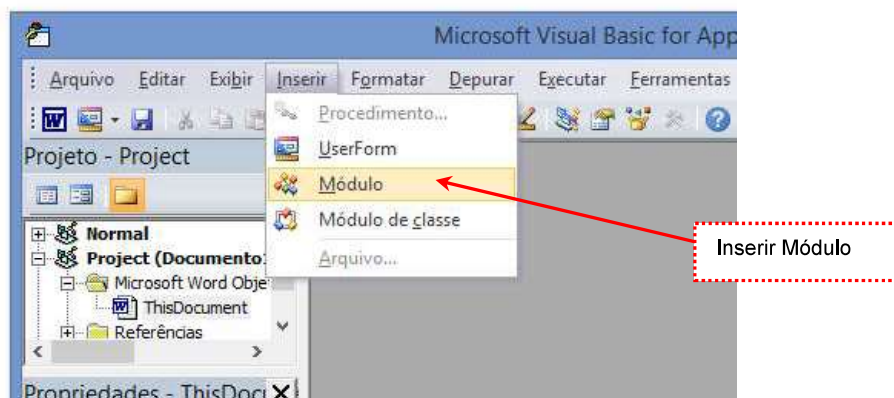 Microsoft Visual Basic for App
Arquivo Editar Exibir Inserir Formatar Depurar Executar Ferramentas
Procedimento...
Projeto - Project
UserForm
Módulo
Módulo de classe
Arquivo...
Normal
Project (Documento
Microsoft Word Obje
ThisDocument
Referências
Propriedades - ThisDocu
Inserir Módulo